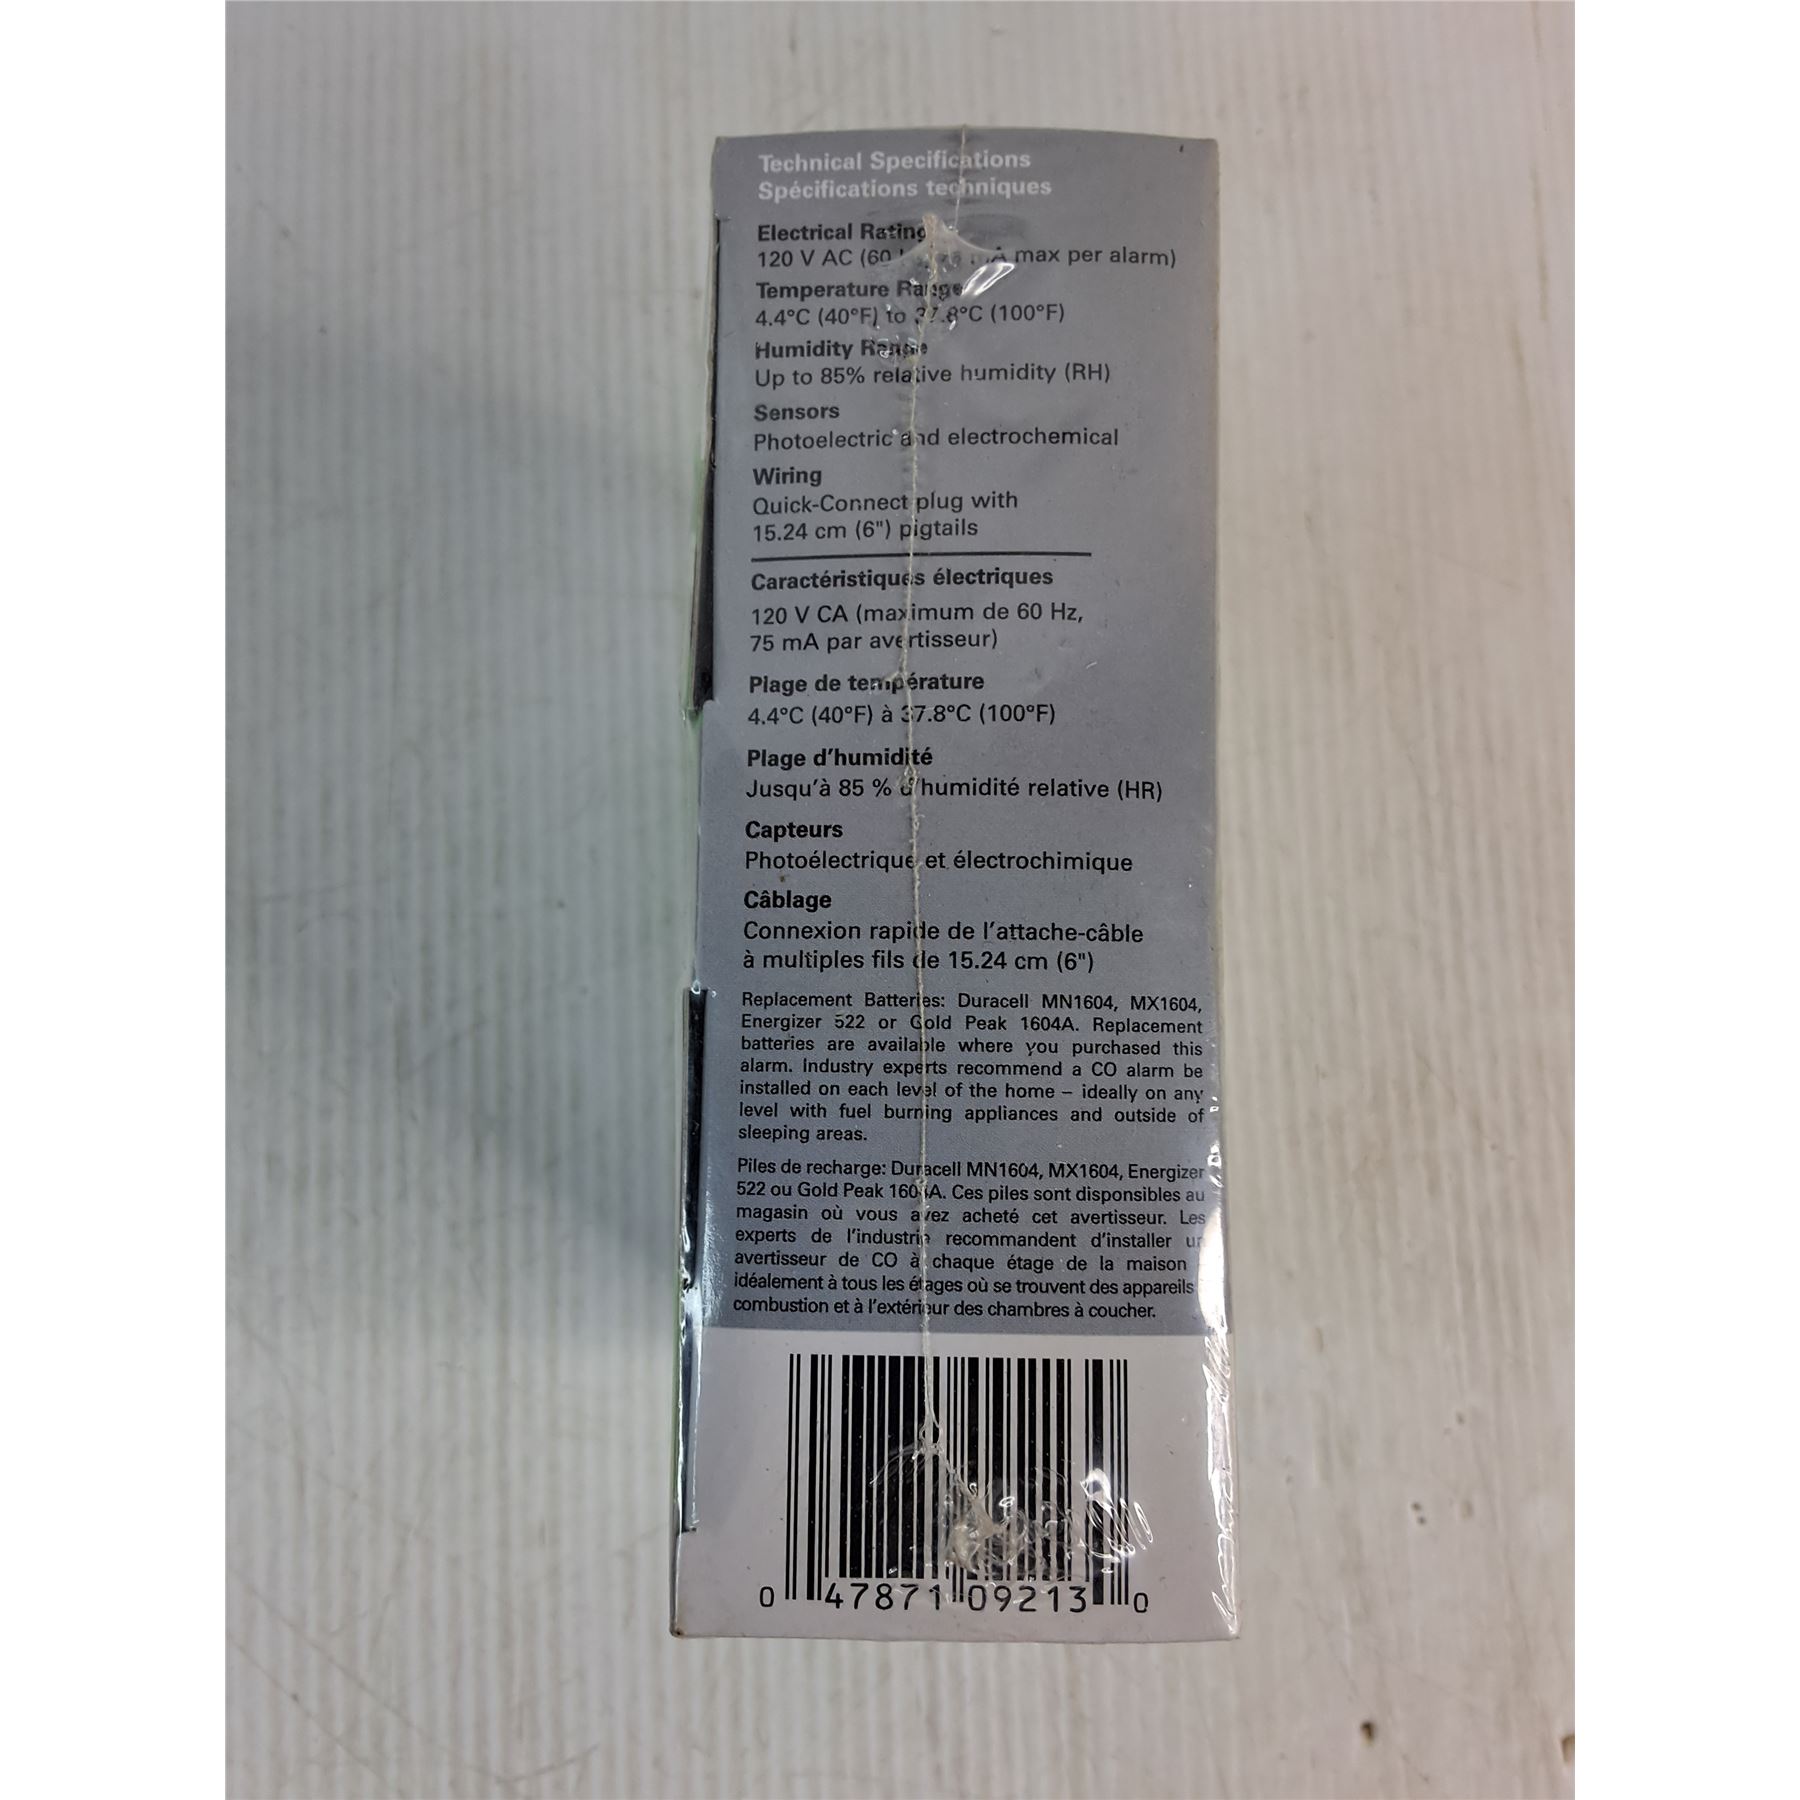 Technical Specifications
Spécifications techniques
Electrical Rating
120 V AC (60 mA max per alarm)
Temperature Range
4.4°C (40°F) to 37.8°C (100°F)
Humidity Range
Up to 85% relative humidity (RH)
Sensors
Photoelectric and electrochemical
Wiring
Quick-Connect plug with
15.24 cm (6") pigtails
Caractéristiques électriques
120 V CA (maximum de 60 Hz,
75 mA par avertisseur)
Plage de température
4.4°C (40°F) à 37.8°C (100°F)
Plage d'humidité
Jusqu'à 85 % d'humidité relative (HR)
Capteurs
Photoélectrique et électrochimique
Câblage
Connexion rapide de l'attache-câble
à multiples fils de 15.24 cm (6")
Replacement Batteries: Duracell MN1604, MX1604,
Energizer 522 or Gold Peak 1604A. Replacement
batteries are available where you purchased this
alarm. Industry experts recommend a CO alarm be
installed on each level of the home – ideally on any
level with fuel burning appliances and outside of
sleeping areas.
Piles de recharge: Duracell MN1604, MX1604, Energizer
522 ou Gold Peak 1604A. Ces piles sont disponsibles au
magasin où vous avez acheté cet avertisseur. Les
experts de l'industrie recommandent d'installer un
avertisseur de CO à chaque étage de la maison
idéalement à tous les étages où se trouvent des appareils
combustion et à l'extérieur des chambres à coucher.
0 47871 09213 0